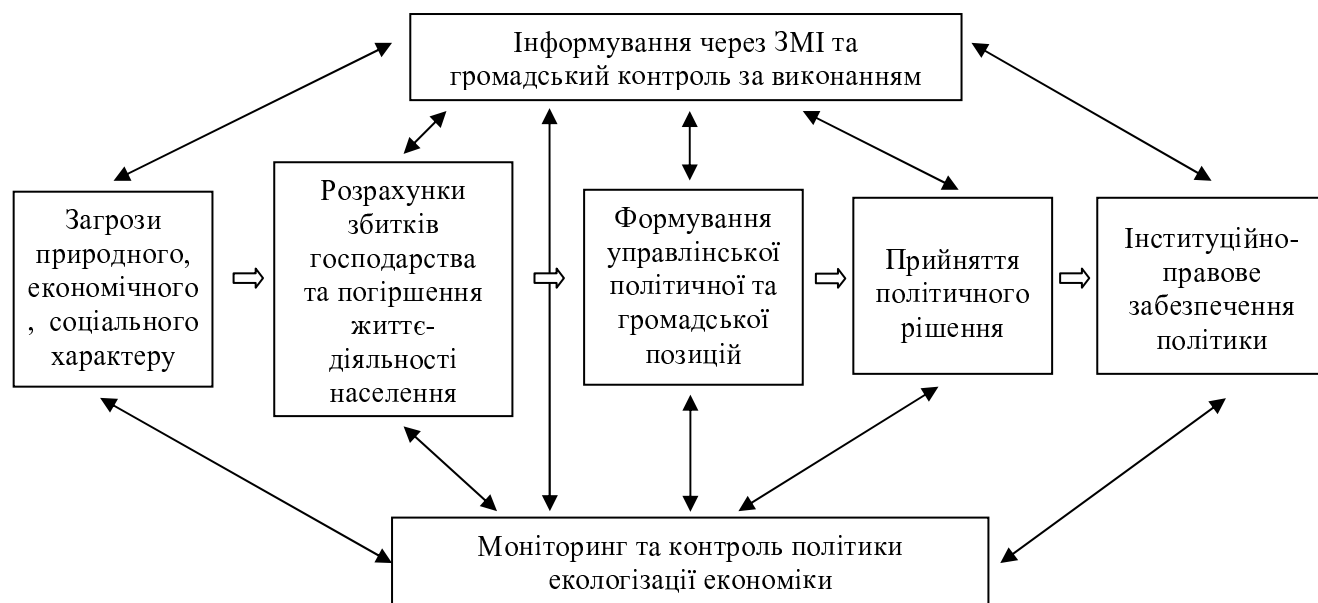 Інформування через ЗМІ та
громадський контроль за виконанням
Загрози
природного,
економічного
, соціального
характеру
Розрахунки
збитків
господарства
та погіршення
життє-
діяльності
населення
Формування
управлінської
політичної та
громадської
позицій
Прийняття
політичного
рішення
Інституційно-
правове
забезпечення
політики
Моніторинг та контроль політики
екологізації економіки